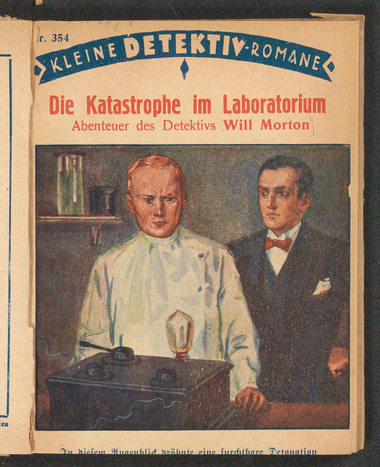 Nr. 354
KLEINE DETEKTIV-ROMANE
Die Katastrophe im Laboratorium
Abenteuer des Detektivs Will Morton
In diesem Augenblick dröhnte eine furchtbare Detonation